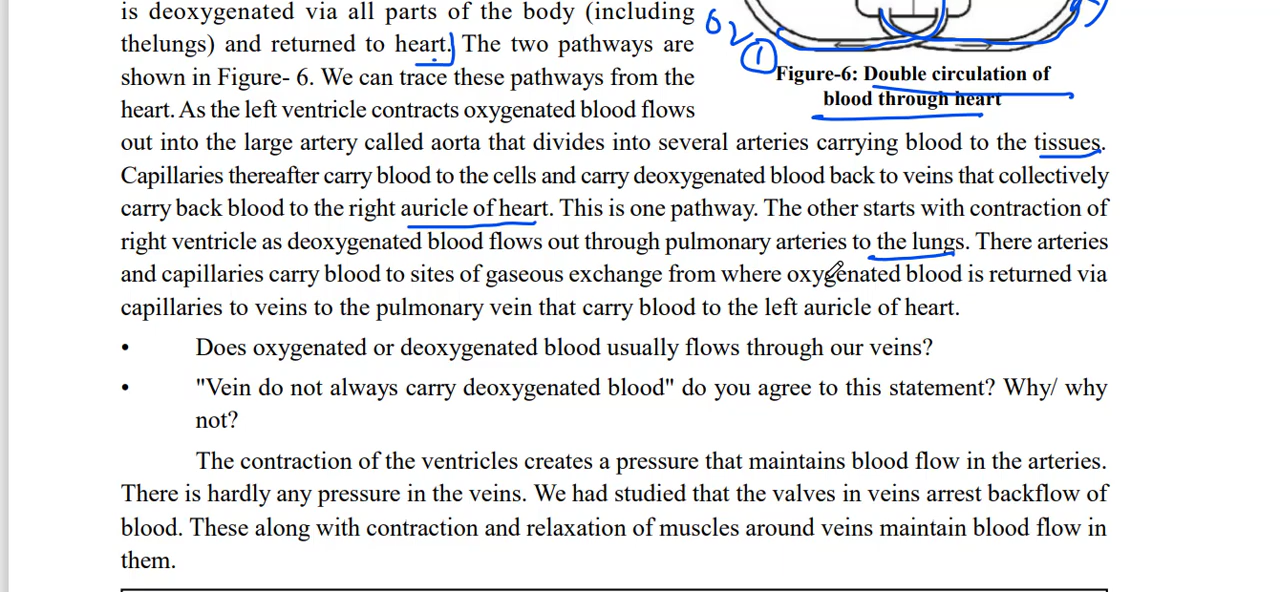 is deoxygenated via all parts of the body (including
thelungs) and returned to heart. The two pathways are
shown in Figure- 6. We can trace these pathways from the
heart. As the left ventricle contracts oxygenated blood flows
1
Figure-6: Double circulation of
blood through heart
out into the large artery called aorta that divides into several arteries carrying blood to the tissues.
Capillaries thereafter carry blood to the cells and carry deoxygenated blood back to veins that collectively
carry back blood to the right auricle of heart. This is one pathway. The other starts with contraction of
right ventricle as deoxygenated blood flows out through pulmonary arteries to the lungs. There arteries
and capillaries carry blood to sites of gaseous exchange from where oxygenated blood is returned via
capillaries to veins to the pulmonary vein that carry blood to the left auricle of heart.
• Does oxygenated or deoxygenated blood usually flows through our veins?
• "Vein do not always carry deoxygenated blood" do you agree to this statement? Why/ why
not?
The contraction of the ventricles creates a pressure that maintains blood flow in the arteries.
There is hardly any pressure in the veins. We had studied that the valves in veins arrest backflow of
blood. These along with contraction and relaxation of muscles around veins maintain blood flow in
them.